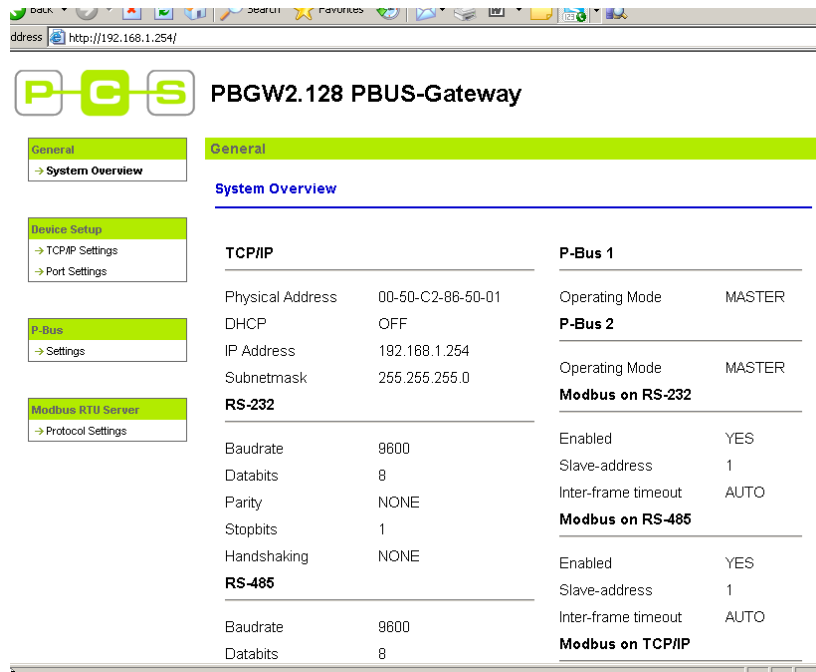 Back
Search
Favorites
ddress http://192.168.1.254/
P C S
PBGW2.128 PBUS-Gateway
General
→ System Overview
Device Setup
→ TCP/IP Settings
→ Port Settings
P-Bus
→ Settings
Modbus RTU Server
→ Protocol Settings
General
System Overview
TCP/IP
Physical Address 00-50-C2-86-50-01
DHCP OFF
IP Address 192.168.1.254
Subnetmask 255.255.255.0
RS-232
Baudrate 9600
Databits 8
Parity NONE
Stopbits 1
Handshaking NONE
RS-485
Baudrate 9600
Databits 8
P-Bus 1
Operating Mode MASTER
P-Bus 2
Operating Mode MASTER
Modbus on RS-232
Enabled YES
Slave-address 1
Inter-frame timeout AUTO
Modbus on RS-485
Enabled YES
Slave-address 1
Inter-frame timeout AUTO
Modbus on TCP/IP